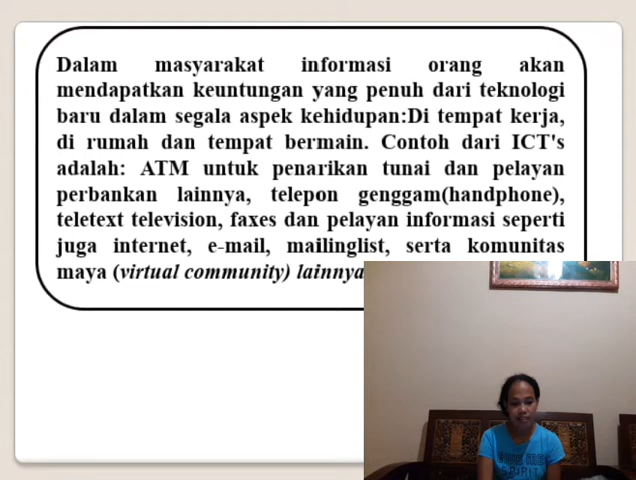 Dalam masyarakat informasi orang akan
mendapatkan keuntungan yang penuh dari teknologi
baru dalam segala aspek kehidupan:Di tempat kerja,
di rumah dan tempat bermain. Contoh dari ICT's
adalah: ATM untuk penarikan tunai dan pelayan
perbankan lainnya, telepon genggam(handphone),
teletext television, faxes dan pelayan informasi seperti
juga internet, e-mail, mailinglist, serta komunitas
maya (virtual community) lainnya
SPIRIT